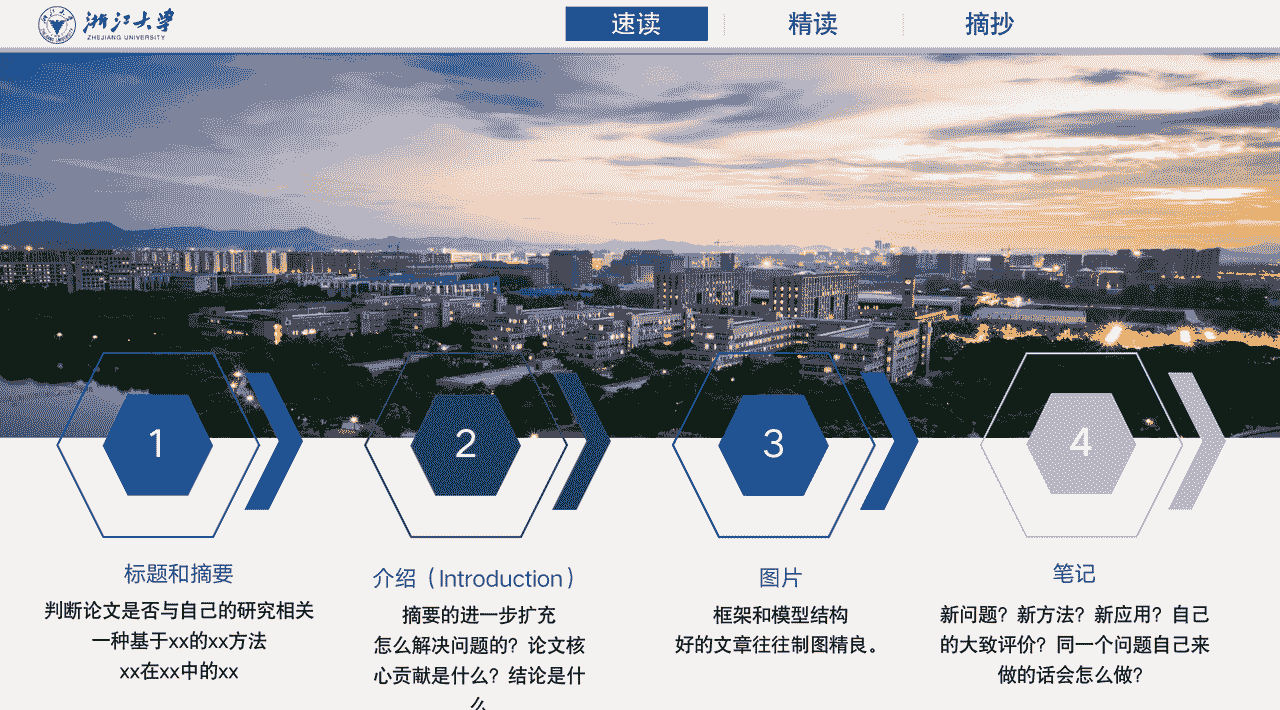 浙江大学
ZHEJIANG UNIVERSITY
速读
精读
摘抄
1
2
3
4
标题和摘要
判断论文是否与自己的研究相关
一种基于xx的xx方法
xx在xx中的xx
介绍（Introduction）
摘要的进一步扩充
怎么解决问题的？论文核
心贡献是什么？结论是什
么
图片
框架和模型结构
好的文章往往制图精良。
笔记
新问题？新方法？新应用？自己
的大致评价？同一个问题自己来
做的话会怎么做？